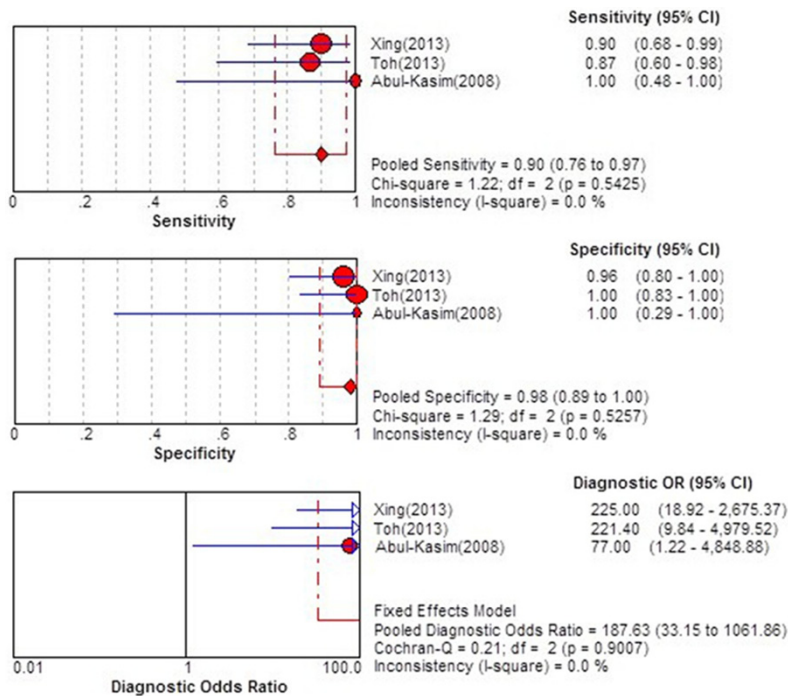 Sensitivity (95% CI)
Xing(2013) 0.90 (0.68 - 0.99)
Toh(2013) 0.87 (0.60 - 0.98)
Abul-Kasim(2008) 1.00 (0.48 - 1.00)
Pooled Sensitivity = 0.90 (0.76 to 0.97)
Chi-square = 1.22; df = 2 (p = 0.5425)
Inconsistency (I-square) = 0.0 %
0 .2 .4 .6 .8 1
Sensitivity
Specificity (95% CI)
Xing(2013) 0.96 (0.80 - 1.00)
Toh(2013) 1.00 (0.83 - 1.00)
Abul-Kasim(2008) 1.00 (0.29 - 1.00)
Pooled Specificity = 0.98 (0.89 to 1.00)
Chi-square = 1.29; df = 2 (p = 0.5257)
Inconsistency (I-square) = 0.0 %
0 .2 .4 .6 .8 1
Specificity
Diagnostic OR (95% CI)
Xing(2013) 225.00 (18.92 - 2,675.37)
Toh(2013) 221.40 (9.84 - 4,979.52)
Abul-Kasim(2008) 77.00 (1.22 - 4,848.88)
Fixed Effects Model
Pooled Diagnostic Odds Ratio = 187.63 (33.15 to 1061.86)
Cochran-Q = 0.21; df = 2 (p = 0.9007)
Inconsistency (I-square) = 0.0 %
0.01 1 100.0
Diagnostic Odds Ratio